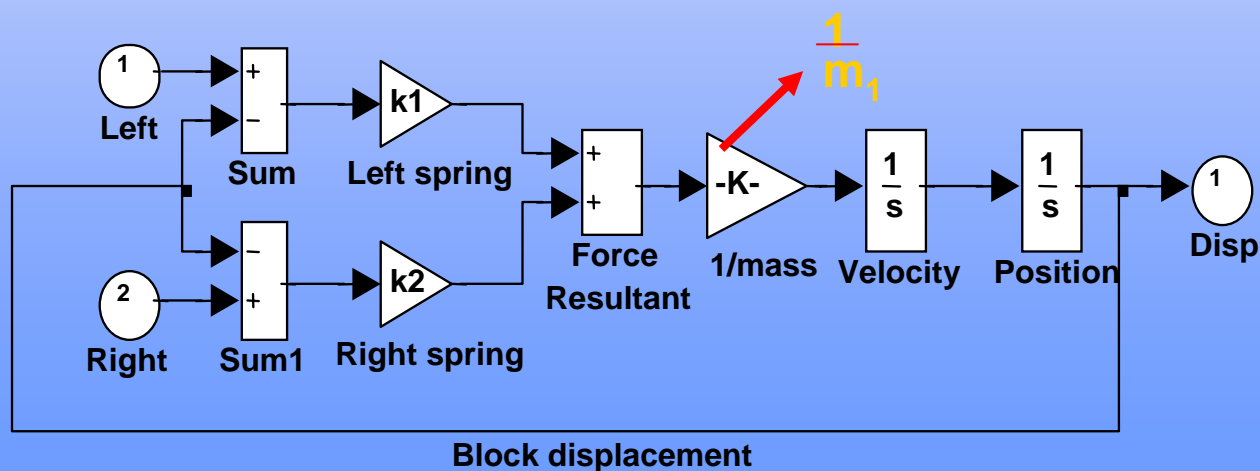 1
m1
1
Left
+
−
Sum
k1
Left spring
+
+
Force
Resultant
-K-
1/mass
1
s
Velocity
1
s
Position
1
Disp
−
+
Sum1
2
Right
k2
Right spring
Block displacement